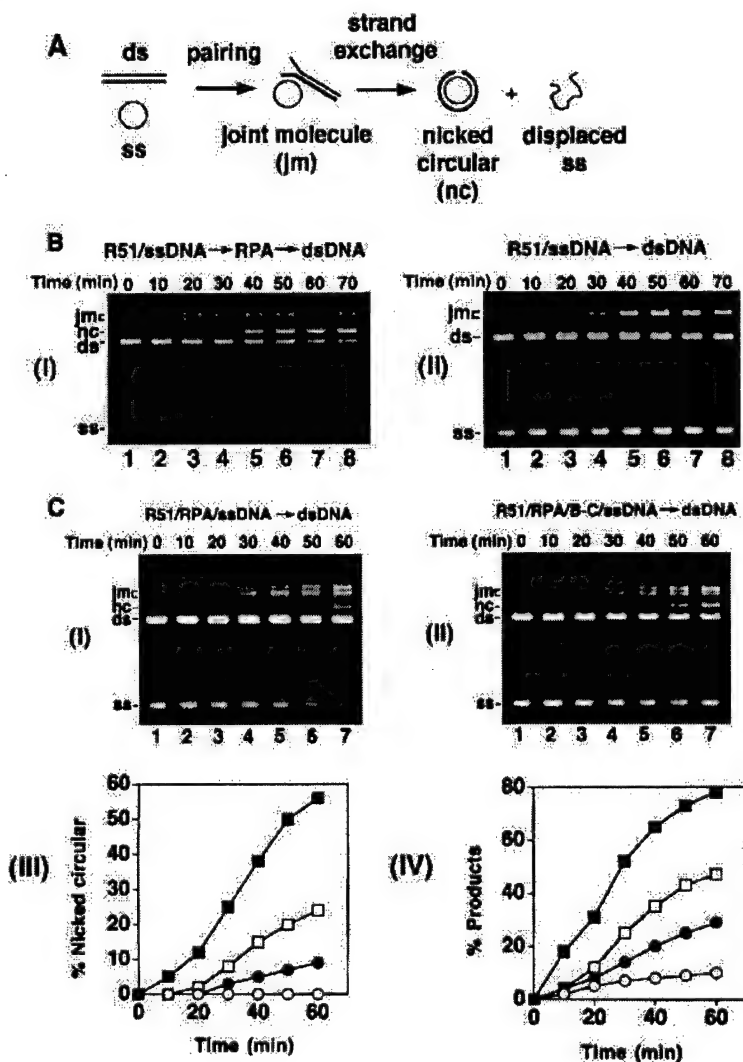 A
ds
pairing
strand
exchange
+
ss
joint molecule
(jm)
nicked
circular
(nc)
displaced
ss
B
R51/ssDNA→RPA→dsDNA
Time (min) 0 10 20 30 40 50 60 70
jm
nc
ds
(I)
ss
1 2 3 4 5 6 7 8
R51/ssDNA→dsDNA
Time (min) 0 10 20 30 40 50 60 70
jm
ds
(II)
ss
1 2 3 4 5 6 7 8
C
R51/RPA/ssDNA→dsDNA
Time (min) 0 10 20 30 40 50 60
jm
nc
ds
(I)
ss
1 2 3 4 5 6 7
R51/RPA/B-C/ssDNA→dsDNA
Time (min) 0 10 20 30 40 50 60
jm
nc
ds
(II)
ss
1 2 3 4 5 6 7
(III)
% Nicked circular
60
50
40
30
20
10
0
0 20 40 60
Time (min)
(IV)
% Products
80
60
40
20
0
0 20 40 60
Time (min)